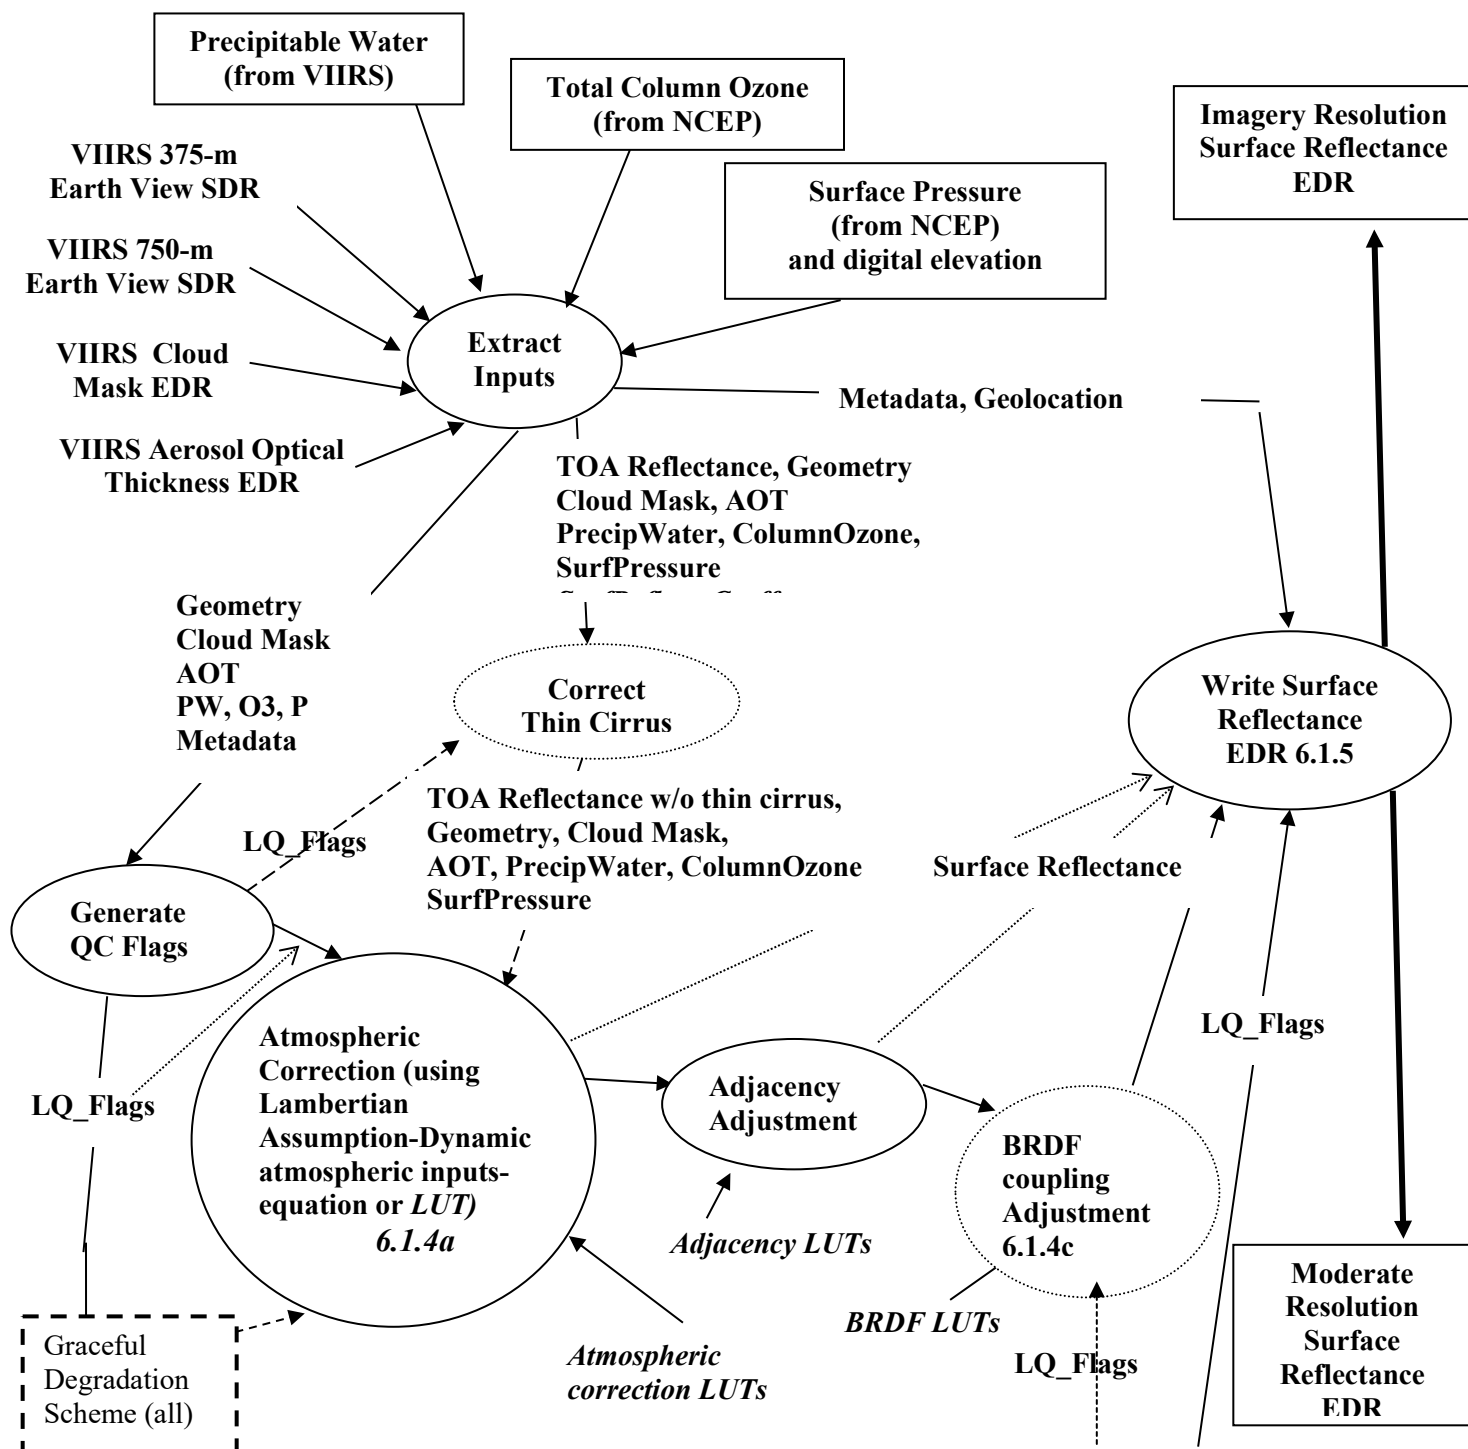 Precipitable Water
(from VIIRS)
Total Column Ozone
(from NCEP)
Imagery Resolution
Surface Reflectance
EDR
VIIRS 375-m
Earth View SDR
Surface Pressure
(from NCEP)
and digital elevation
VIIRS 750-m
Earth View SDR
Extract
Inputs
VIIRS  Cloud
Mask EDR
Metadata, Geolocation
VIIRS Aerosol Optical
Thickness EDR
TOA Reflectance, Geometry
Cloud Mask, AOT
PrecipWater, ColumnOzone,
SurfPressure
Geometry
Cloud Mask
AOT
PW, O3, P
Metadata
Correct
Thin Cirrus
Write Surface
Reflectance
EDR 6.1.5
TOA Reflectance w/o thin cirrus,
Geometry, Cloud Mask,
AOT, PrecipWater, ColumnOzone
SurfPressure
LQ_Flags
Surface Reflectance
Generate
QC Flags
LQ_Flags
LQ_Flags
Atmospheric
Correction (using
Lambertian
Assumption-Dynamic
atmospheric inputs-
equation or LUT)
6.1.4a
Adjacency
Adjustment
BRDF
coupling
Adjustment
6.1.4c
Adjacency LUTs
BRDF LUTs
Atmospheric
correction LUTs
LQ_Flags
Moderate
Resolution
Surface
Reflectance
EDR
Graceful
Degradation
Scheme (all)